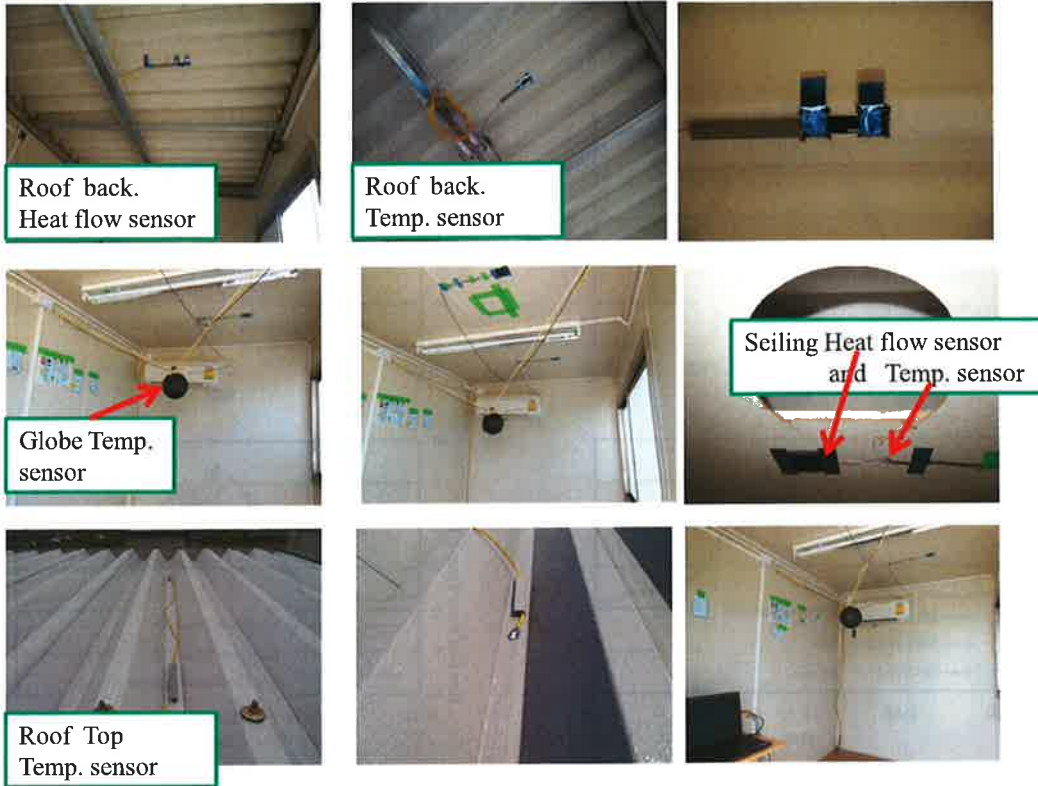 Roof back.
Heat flow sensor
Roof back.
Temp. sensor
Globe Temp.
sensor
Seiling Heat flow sensor
and Temp. sensor
Roof Top
Temp. sensor